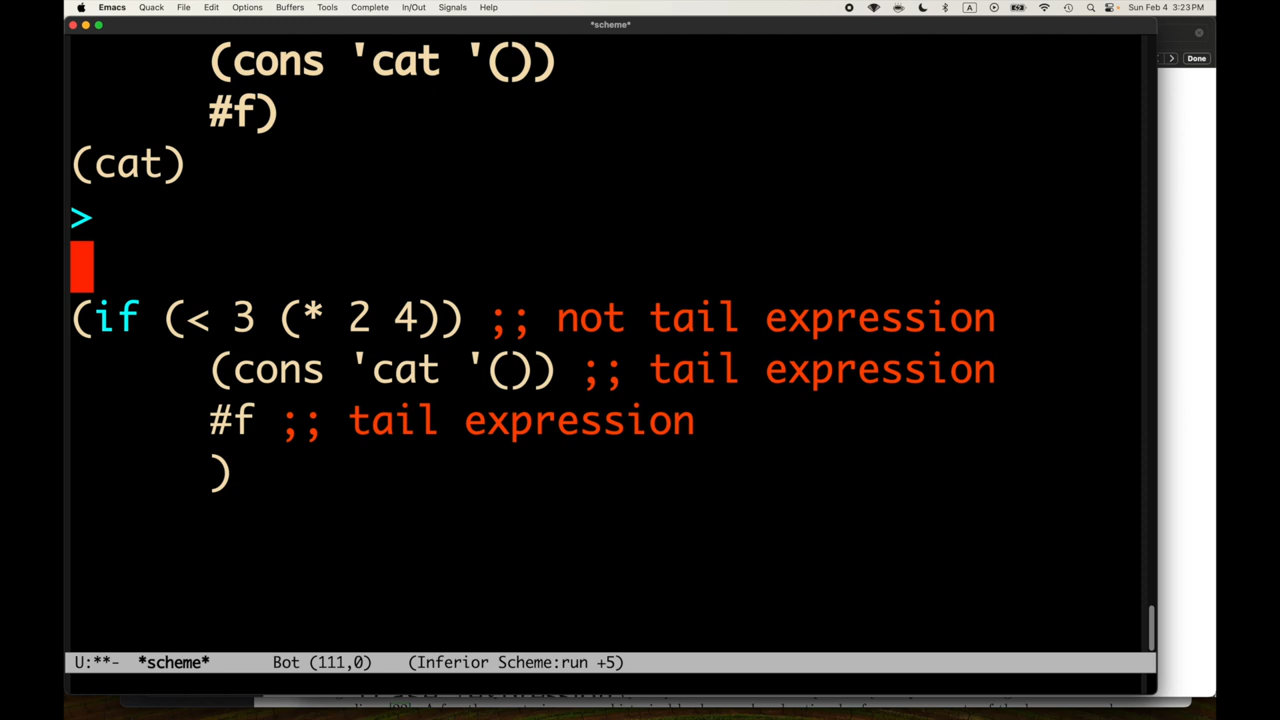 Emacs Quack File Edit Options Buffers Tools Complete In/Out Signals Help Sun Feb 4 3:23 PM
*scheme*
Done
(cons 'cat '())
#f)
(cat)
>
(if (< 3 (* 2 4)) ;; not tail expression
(cons 'cat '()) ;; tail expression
#f ;; tail expression
)
U:**- *scheme* Bot (111,0) (Inferior Scheme:run +5)